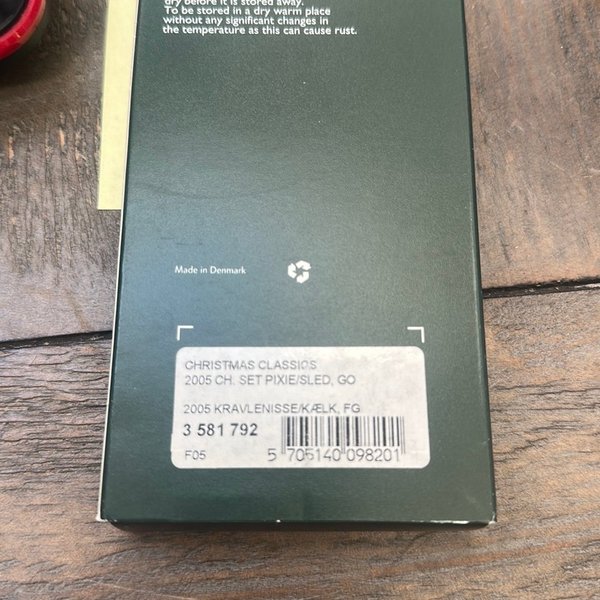 dry before it is stored away.
To be stored in a dry warm place
without any significant changes in
the temperature as this can cause rust.
Made in Denmark
CHRISTMAS CLASSICS
2005 CH. SET PIXIE/SLED, GO
2005 KRAVLENISSE/KÆLK, FG
3 581 792
F05
5 705140 098201